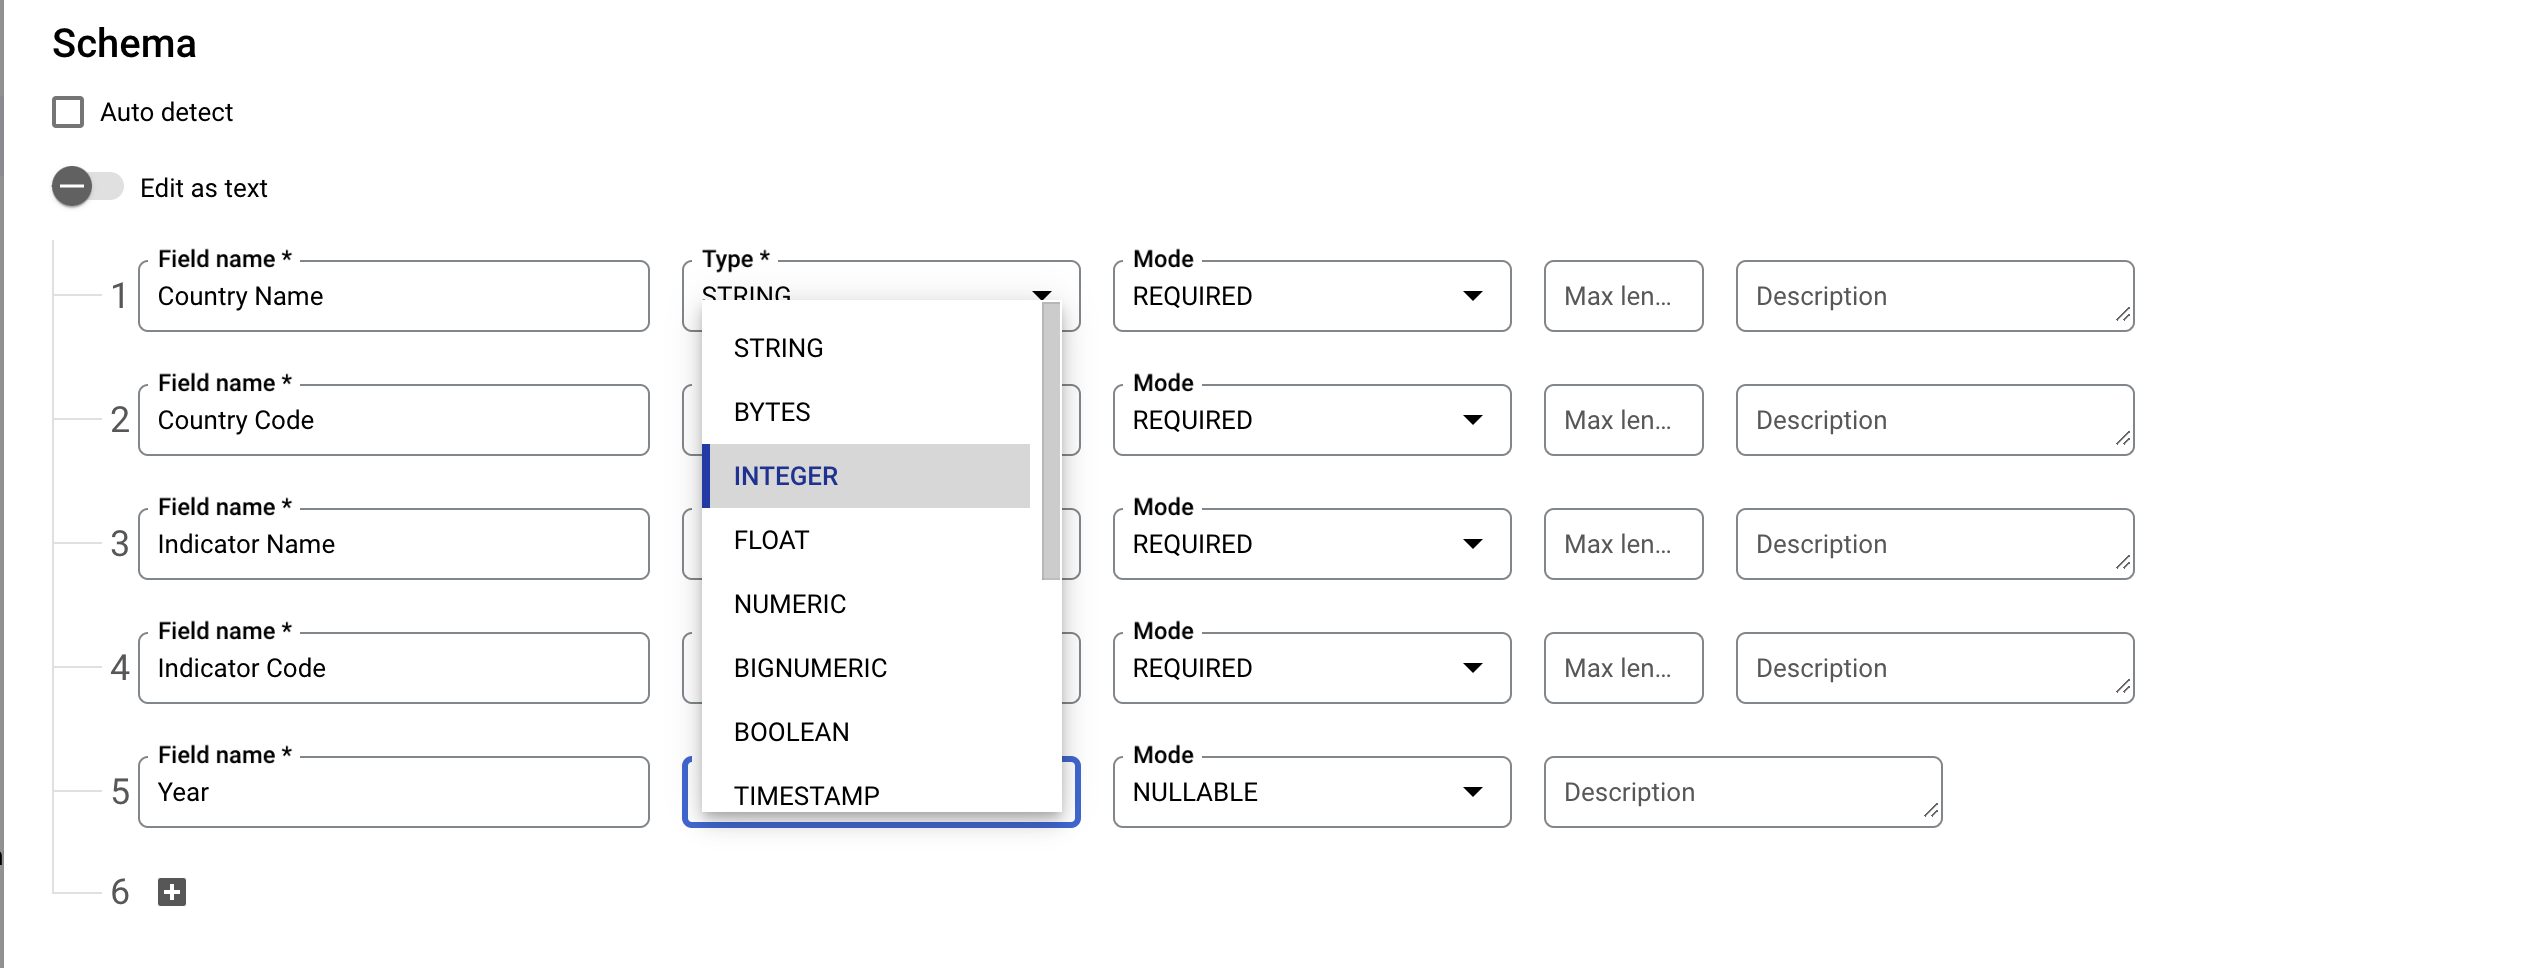 Schema
Auto detect
Edit as text
1 Field name * Country Name Type * STRING Mode REQUIRED Max len... Description
STRING
BYTES
2 Field name * Country Code Mode REQUIRED Max len... Description
INTEGER
3 Field name * Indicator Name Mode REQUIRED Max len... Description
FLOAT
NUMERIC
4 Field name * Indicator Code Mode REQUIRED Max len... Description
BIGNUMERIC
BOOLEAN
5 Field name * Year Mode NULLABLE Description
TIMESTAMP
6